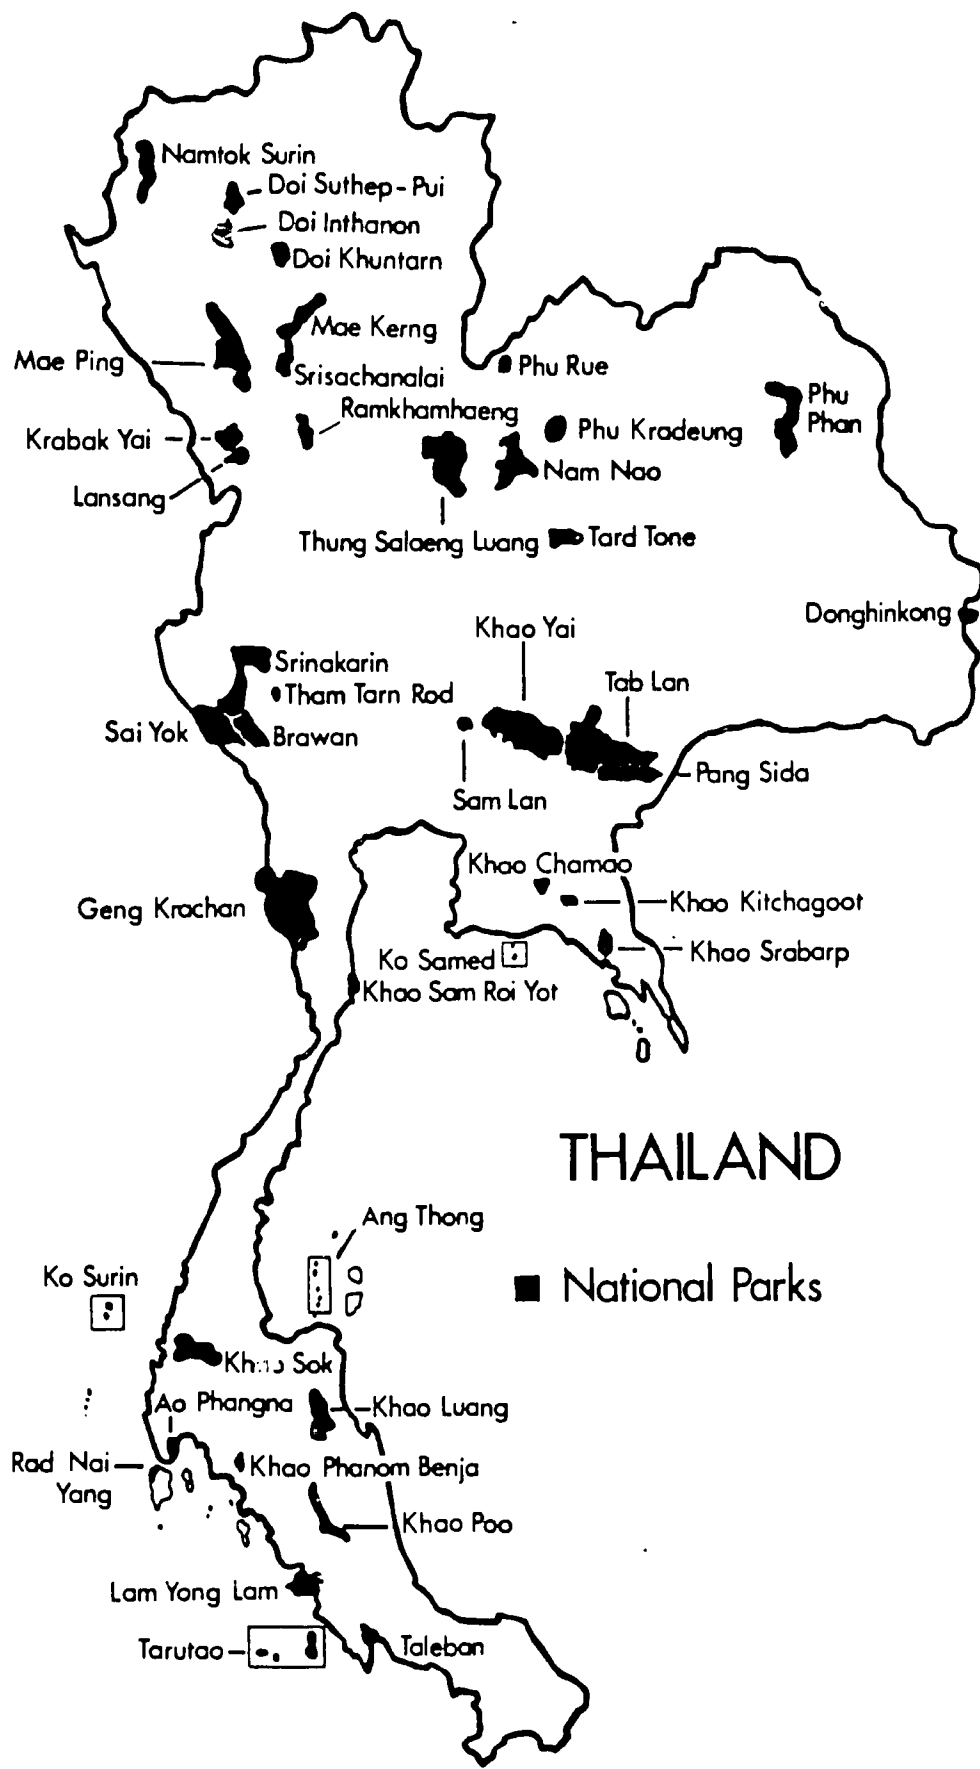 Namtok Surin
Doi Suthep-Pui
Doi Inthanon
Doi Khuntarn
Mae Kerng
Mae Ping
Srisachanalai
Phu Rue
Ramkhamhaeng
Phu
Phan
Krabak Yai
Phu Kradeung
Nam Nao
Lansang
Thung Salaeng Luang
Tard Tone
Donghinkong
Khao Yai
Srinakarin
Tham Tarn Rod
Tab Lan
Sai Yok
Brawan
Pang Sida
Sam Lan
Khao Chamao
Khao Kitchagoot
Geng Krachan
Khao Srabarp
Ko Samed
Khao Sam Roi Yot
THAILAND
Ang Thong
Ko Surin
National Parks
Khao Sok
Ao Phangna
Khao Luang
Rad Nai
Yang
Khao Phanom Benja
Khao Poo
Lam Yong Lam
Tarutao
Taleban